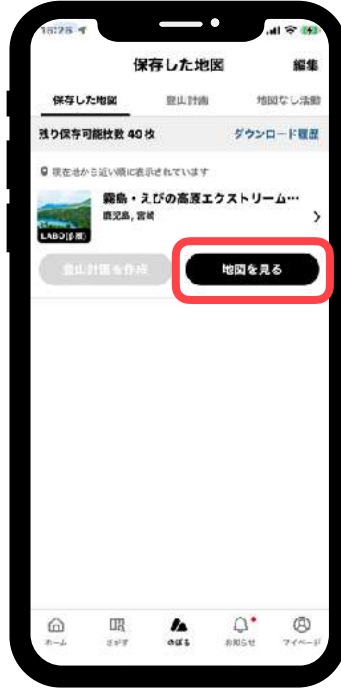 15:25
保存した地図
編集
保存した地図 登山計画 地図なし活動
残り保存可能枚数 49 枚 ダウンロード履歴
現在地から近い順に表示されています
霧島・えびの高原エクストリーム…
鹿児島, 宮崎
LABO(β版)
登山計画を作成 地図を見る
ホーム さがす のぼる お知らせ マイページ